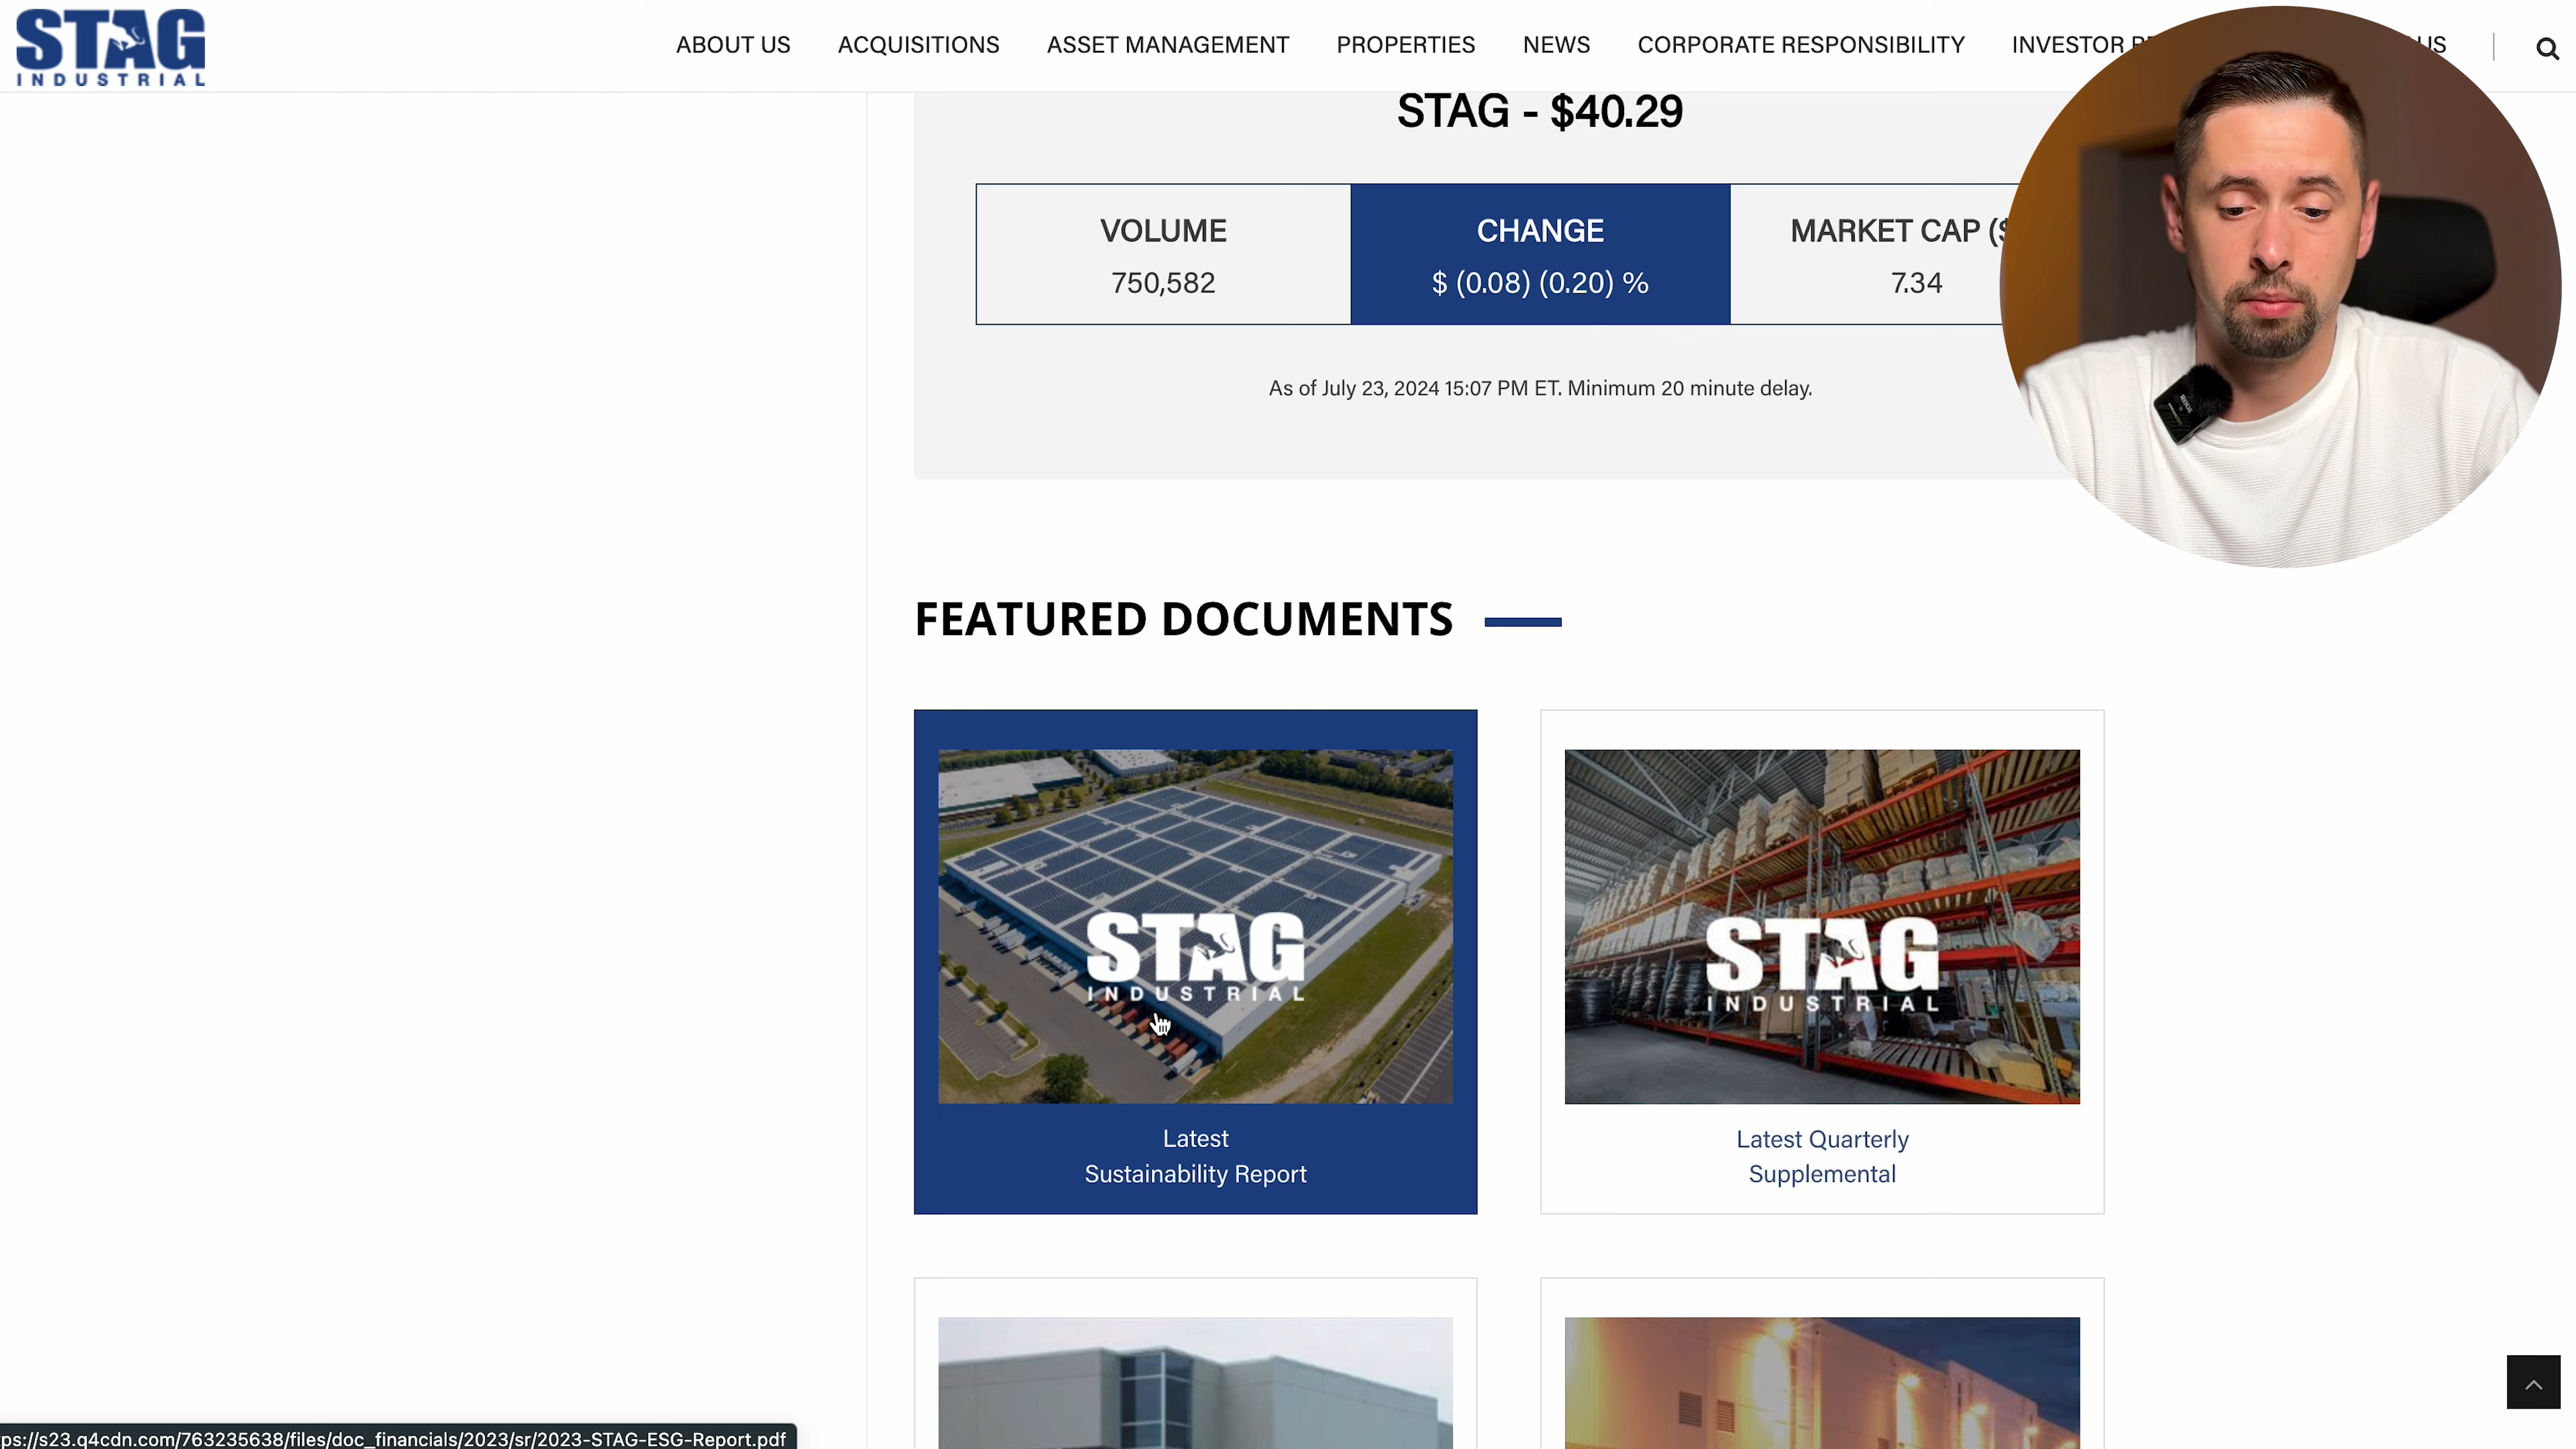 STAG
INDUSTRIAL
ABOUT US
ACQUISITIONS
ASSET MANAGEMENT
PROPERTIES
NEWS
CORPORATE RESPONSIBILITY
INVESTOR
US
STAG - $40.29
VOLUME
750,582
CHANGE
$ (0.08) (0.20) %
MARKET CAP ($
7.34
As of July 23, 2024 15:07 PM ET. Minimum 20 minute delay.
FEATURED DOCUMENTS
STAG
INDUSTRIAL
Latest
Sustainability Report
STAG
INDUSTRIAL
Latest Quarterly
Supplemental
ps://s23.q4cdn.com/763235638/files/doc_financials/2023/sr/2023-STAG-ESG-Report.pdf